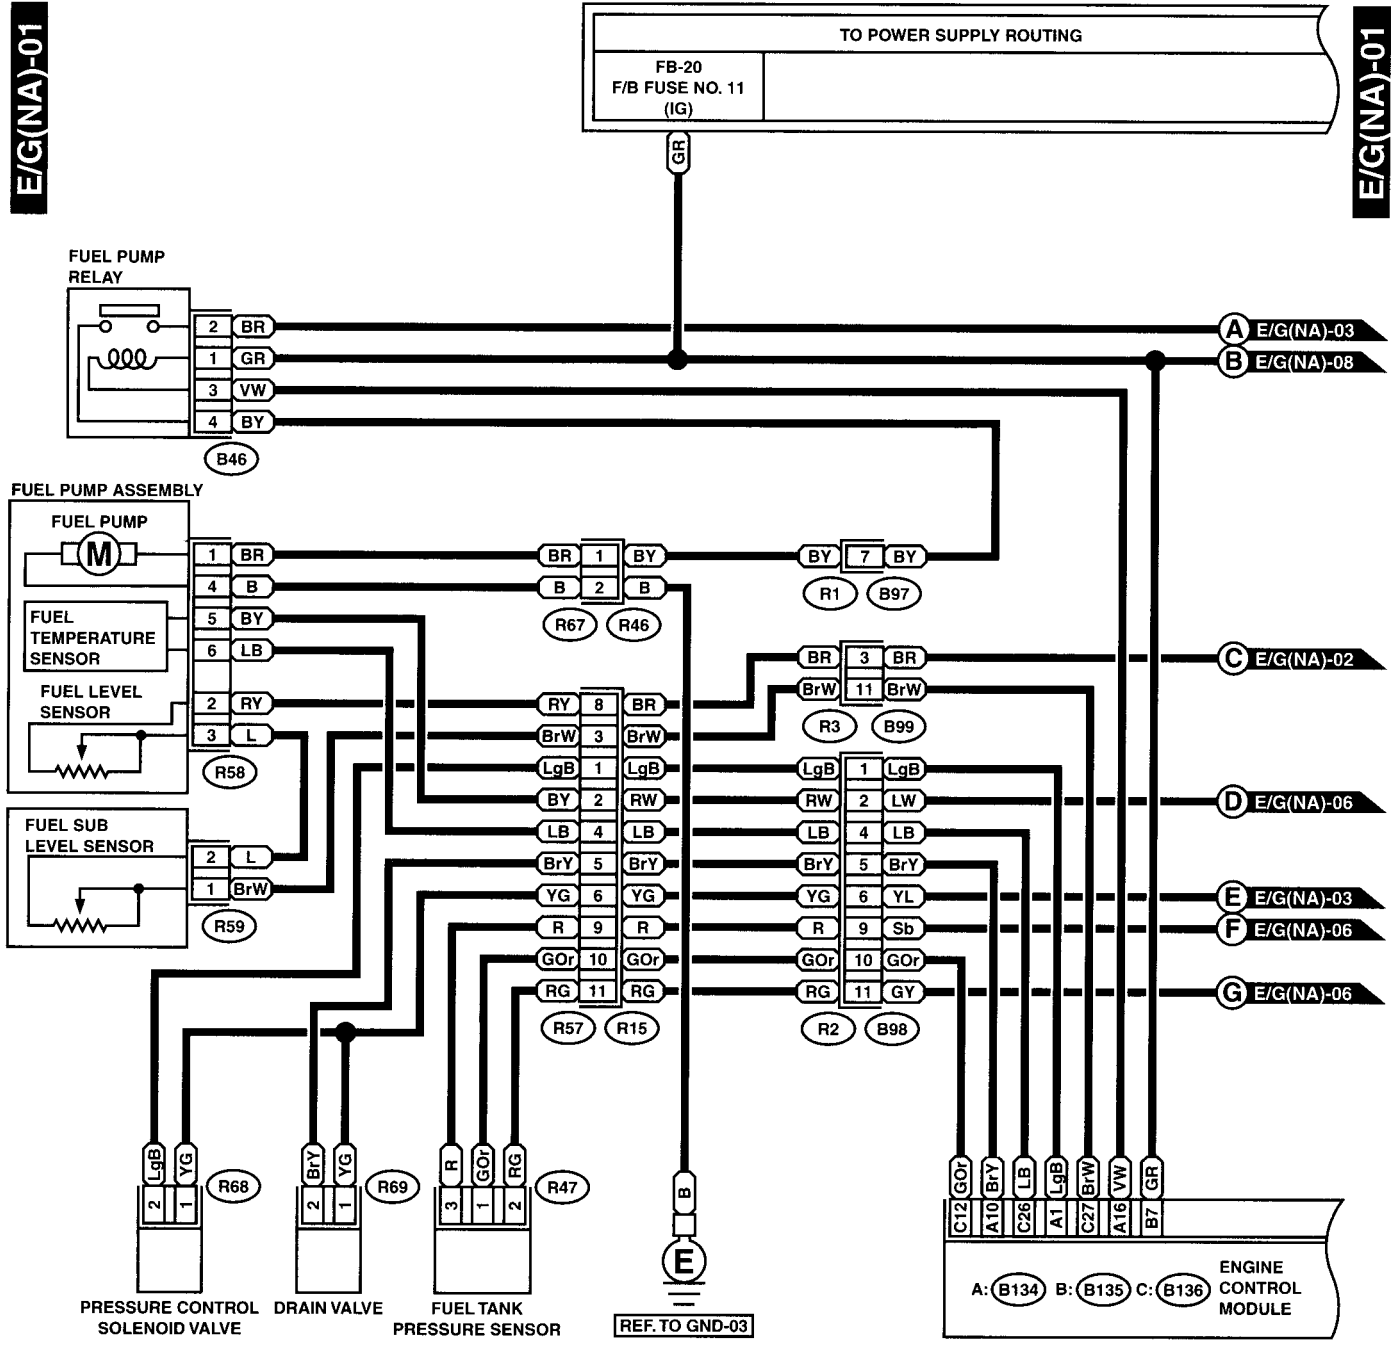 E/G(NA)-01
E/G(NA)-01
TO POWER SUPPLY ROUTING
FB-20
F/B FUSE NO. 11
(IG)
GR
FUEL PUMP
RELAY
2 BR
1 GR
3 VW
4 BY
B46
A E/G(NA)-03
B E/G(NA)-08
FUEL PUMP ASSEMBLY
FUEL PUMP
M
1 BR
4 B
FUEL
TEMPERATURE
SENSOR
5 BY
6 LB
FUEL LEVEL
SENSOR
2 RY
3 L
R58
BR 1 BY
B 2 B
R67 R46
BY 7 BY
R1 B97
BR 3 BR
BrW 11 BrW
R3 B99
C E/G(NA)-02
RY 8 BR
BrW 3 BrW
LgB 1 LgB
BY 2 RW
LB 4 LB
BrY 5 BrY
YG 6 YG
R 9 R
GOr 10 GOr
RG 11 RG
R57 R15
LgB 1 LgB
RW 2 LW
LB 4 LB
BrY 5 BrY
YG 6 YL
R 9 Sb
GOr 10 GOr
RG 11 GY
R2 B98
D E/G(NA)-06
E E/G(NA)-03
F E/G(NA)-06
G E/G(NA)-06
FUEL SUB
LEVEL SENSOR
2 L
1 BrW
R59
LgB YG
2 1
R68
PRESSURE CONTROL
SOLENOID VALVE
BrY YG
2 1
R69
DRAIN VALVE
R GOr RG
3 1 2
R47
FUEL TANK
PRESSURE SENSOR
B
E
REF. TO GND-03
GOr BrY LB LgB BrW VW GR
C12 A10 C26 A1 C27 A16 B7
A: B134 B: B135 C: B136
ENGINE
CONTROL
MODULE